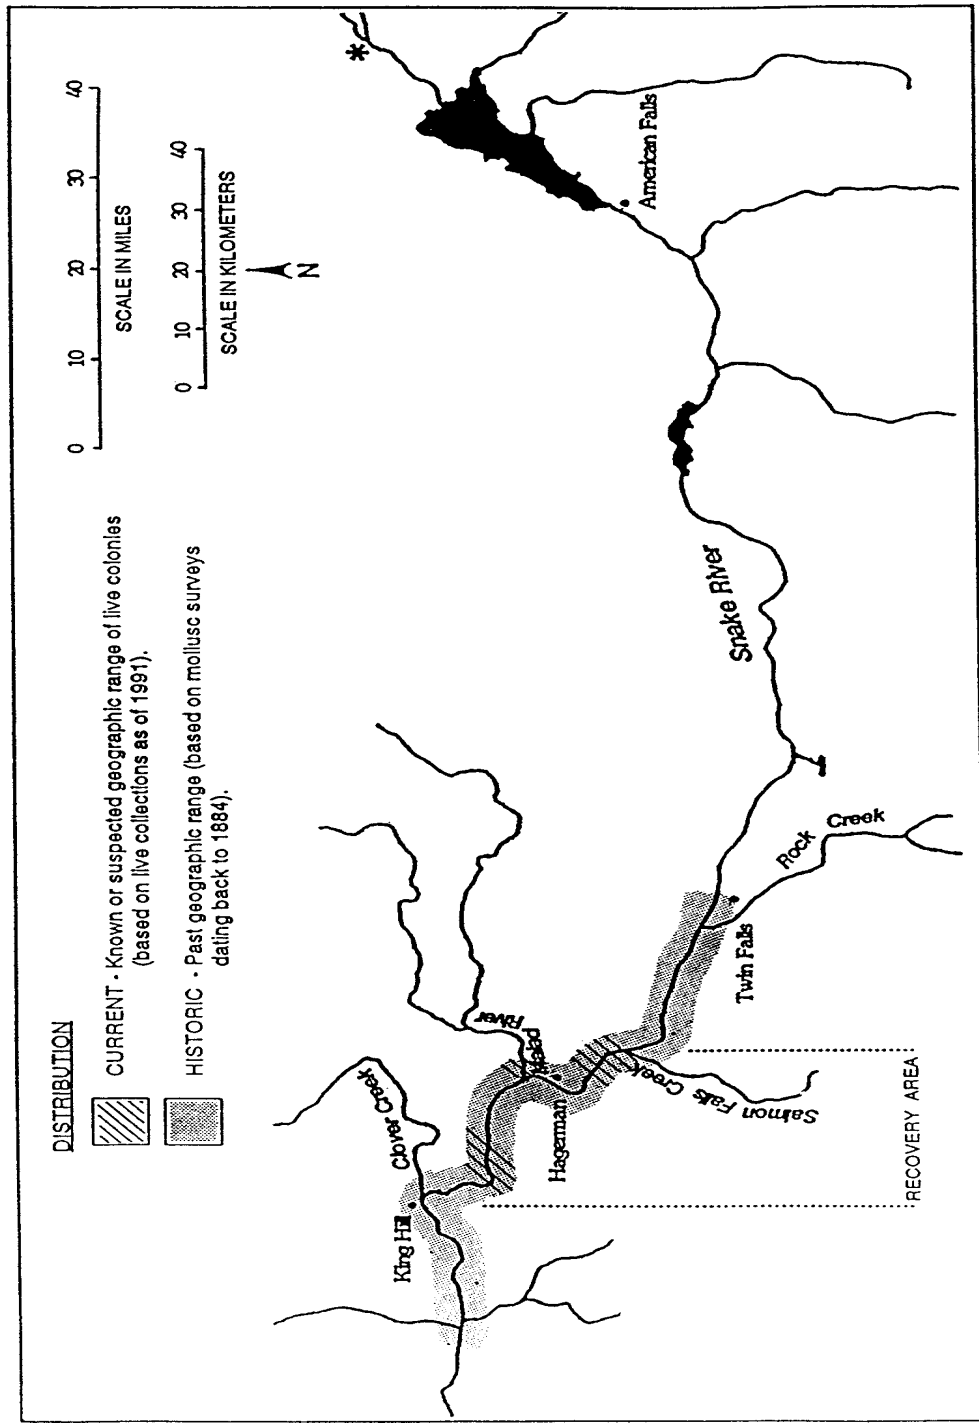 DISTRIBUTION
CURRENT - Known or suspected geographic range of live colonies
(based on live collections as of 1991).
HISTORIC - Past geographic range (based on mollusc surveys
dating back to 1884).
0 10 20 30 40
SCALE IN MILES
0 10 20 30 40
SCALE IN KILOMETERS
N
*
King Hill
Clover Creek
Malad River
Hagerman
Salmon Falls Creek
Twin Falls
Rock Creek
Snake River
American Falls
RECOVERY AREA